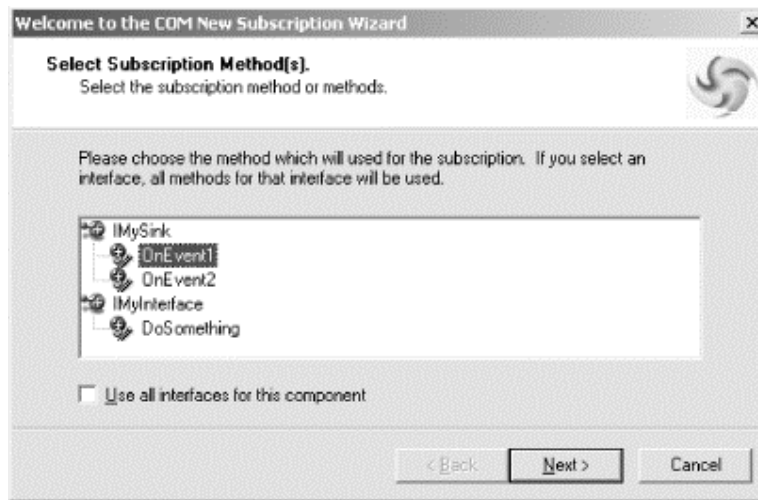 Welcome to the COM New Subscription Wizard
Select Subscription Method[s].
Select the subscription method or methods.
Please choose the method which will used for the subscription. If you select an
interface, all methods for that interface will be used.
IMySink
OnEvent1
OnEvent2
IMyInterface
DoSomething
Use all interfaces for this component
< Back
Next >
Cancel